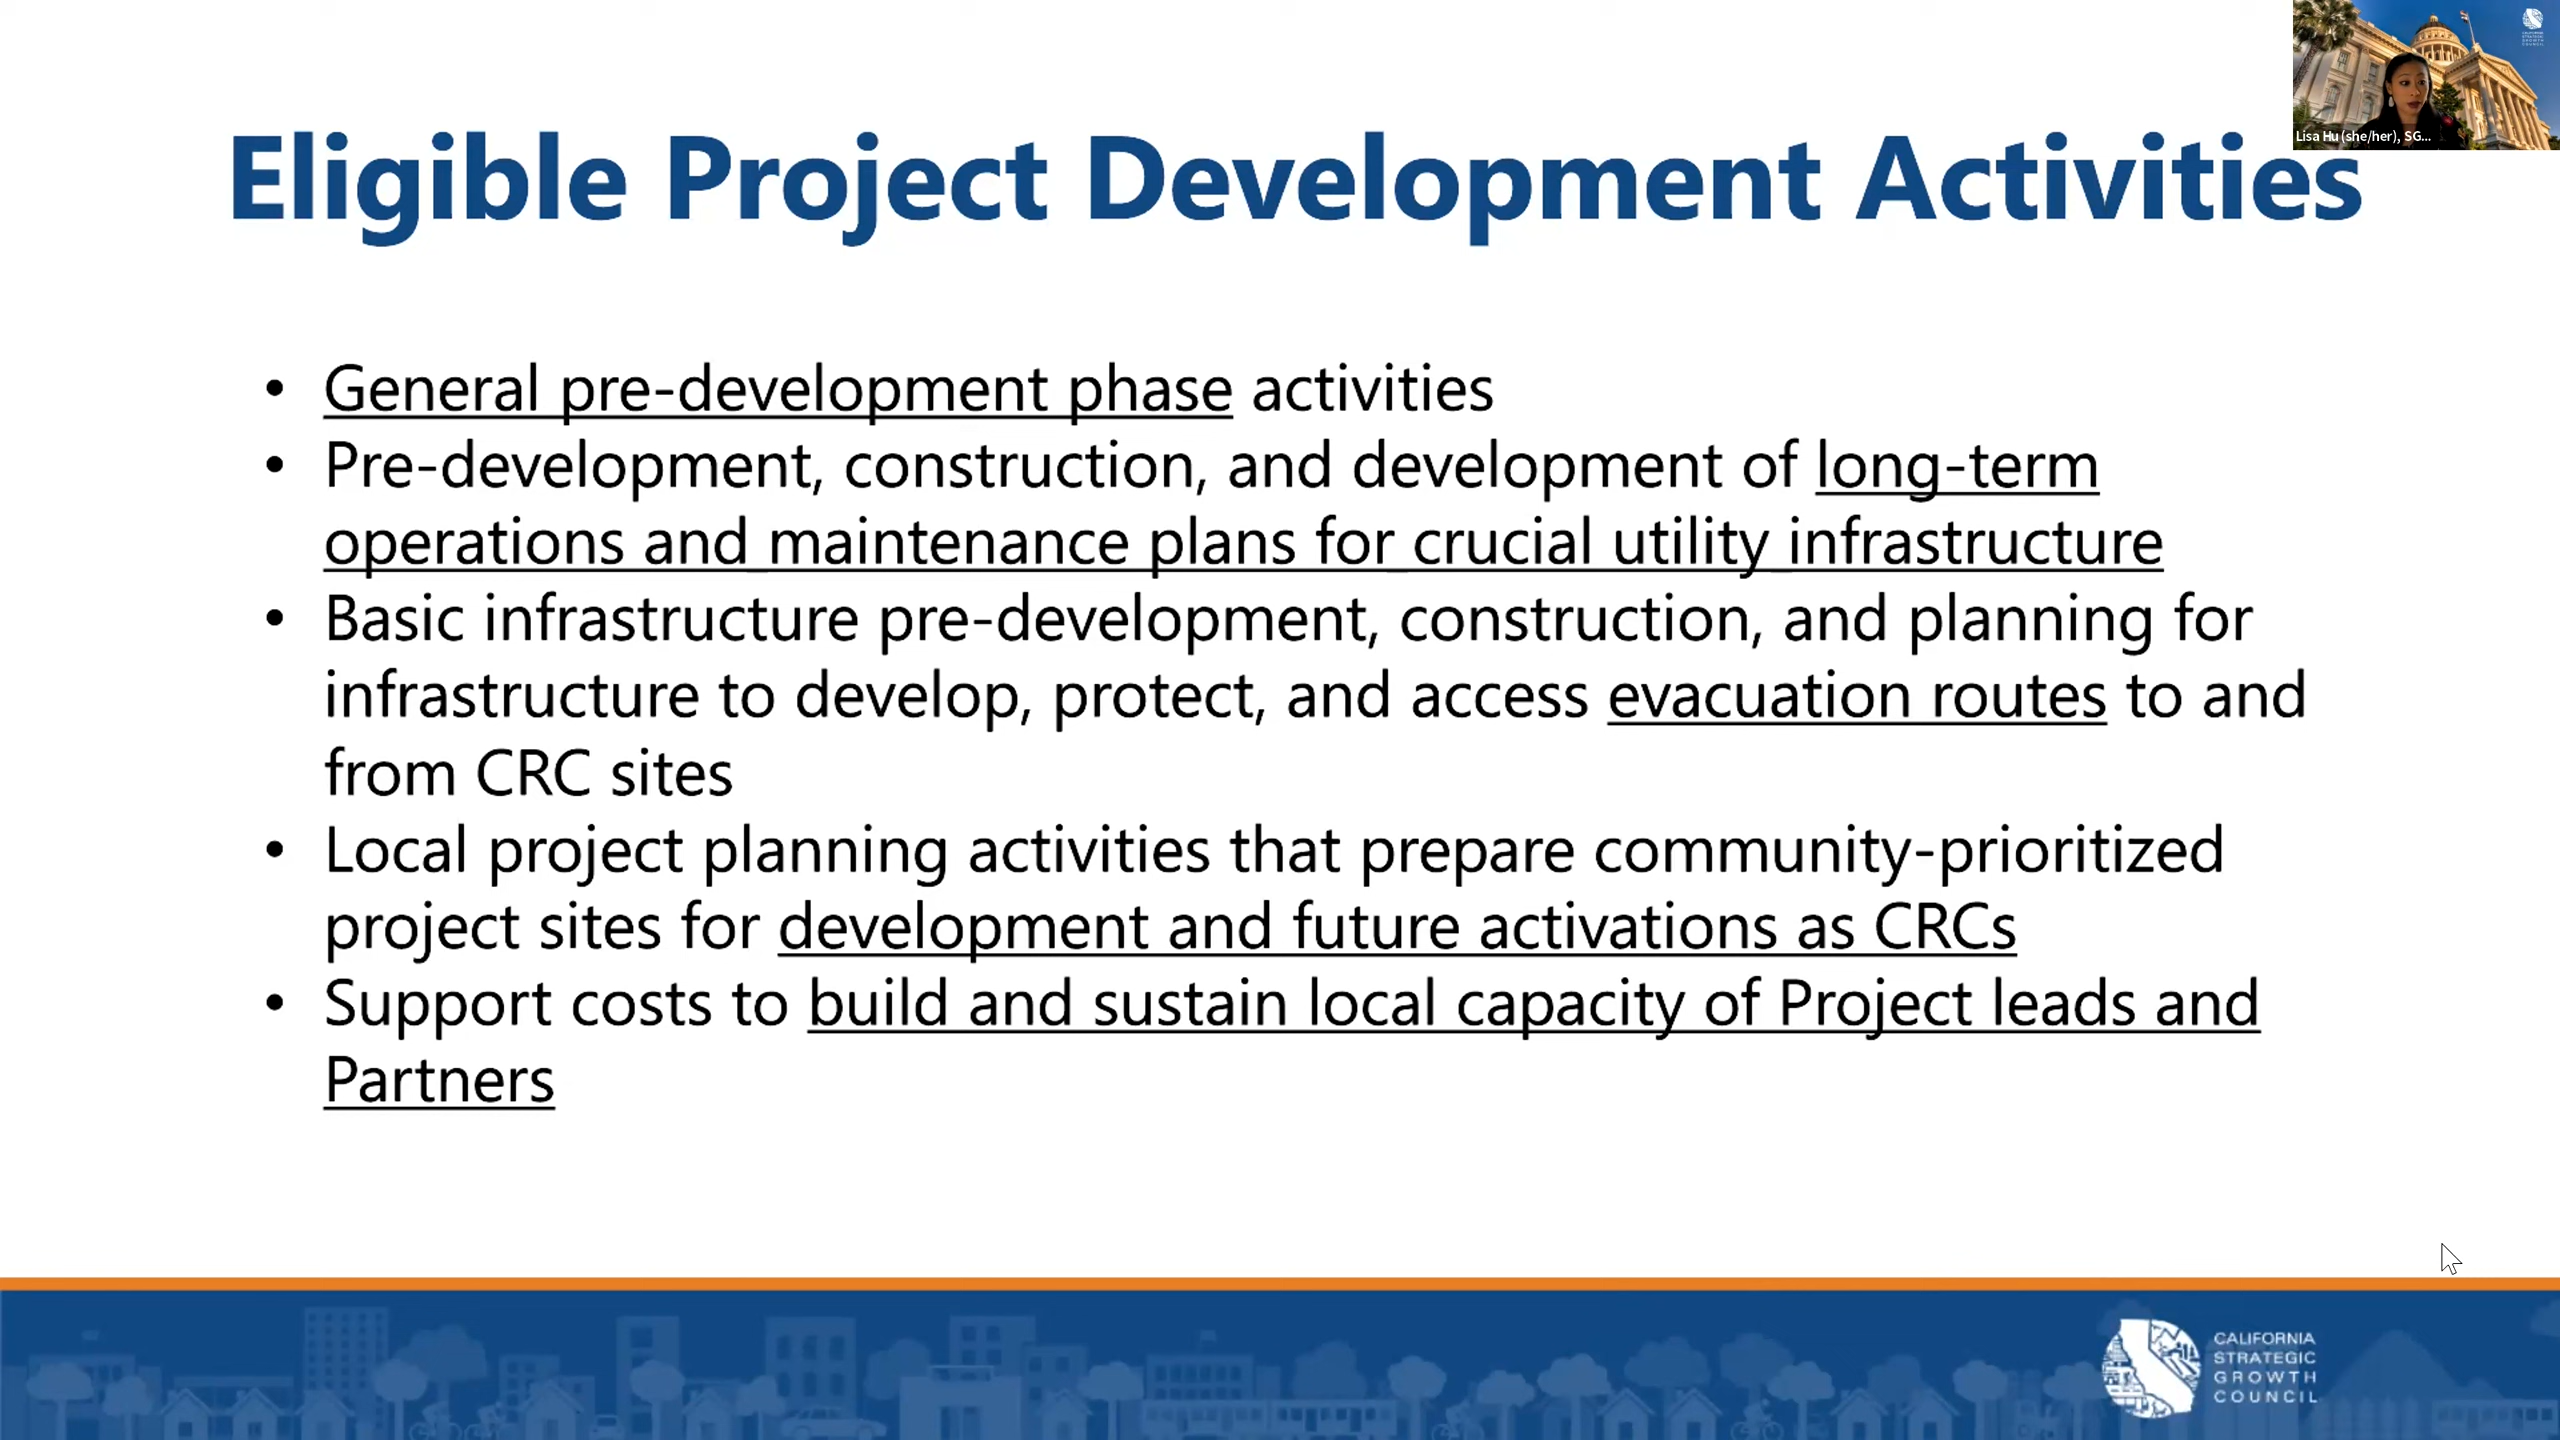 Lisa Hu (she/her), SG...
Eligible Project Development Activities
• General pre-development phase activities
• Pre-development, construction, and development of long-term
operations and maintenance plans for crucial utility infrastructure
• Basic infrastructure pre-development, construction, and planning for
infrastructure to develop, protect, and access evacuation routes to and
from CRC sites
• Local project planning activities that prepare community-prioritized
project sites for development and future activations as CRCs
• Support costs to build and sustain local capacity of Project leads and
Partners
CALIFORNIA
STRATEGIC
GROWTH
COUNCIL